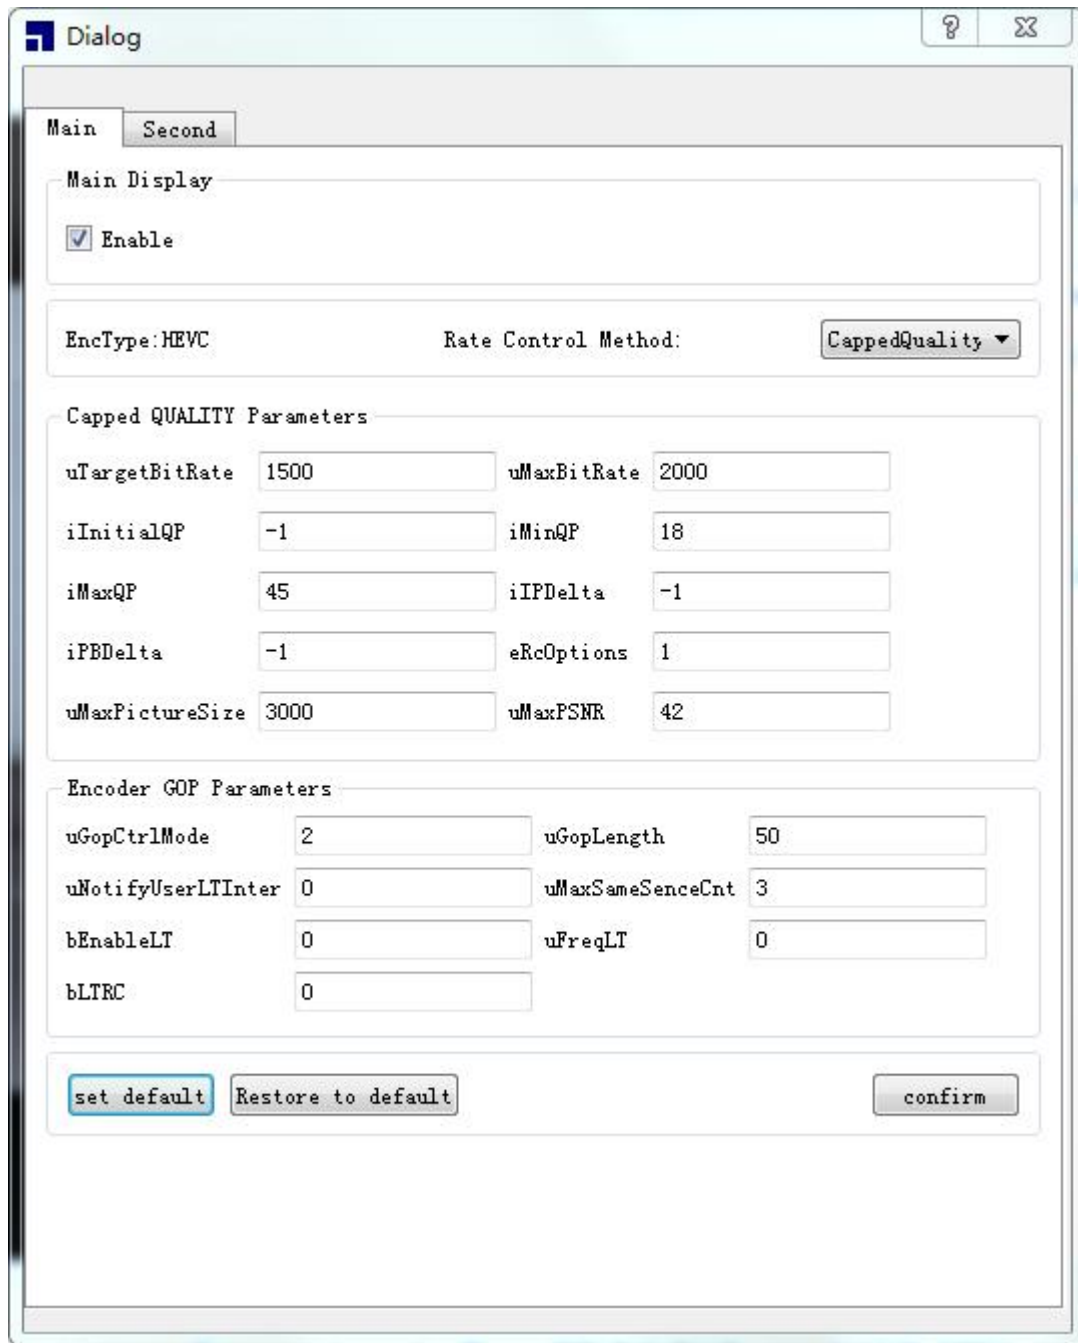 Dialog
Main Second
Main Display
Enable
EncType:HEVC Rate Control Method: CappedQuality
Capped QUALITY Parameters
uTargetBitRate 1500 uMaxBitRate 2000
iInitialQP -1 iMinQP 18
iMaxQP 45 iIPDelta -1
iPBDelta -1 eRcOptions 1
uMaxPictureSize 3000 uMaxPSNR 42
Encoder GOP Parameters
uGopCtrlMode 2 uGopLength 50
uNotifyUserLTInter 0 uMaxSameSenceCnt 3
bEnableLT 0 uFreqLT 0
bLTRC 0
set default Restore to default confirm